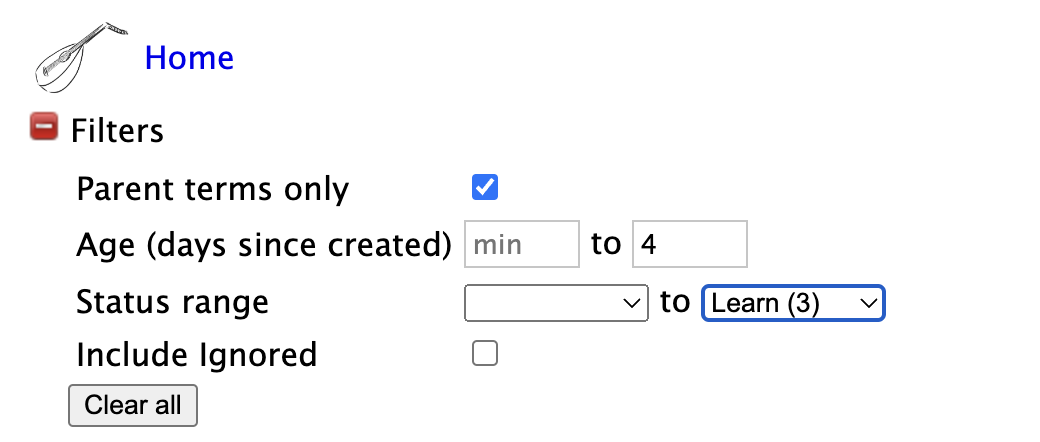 Home
Filters
Parent terms only
Age (days since created) min to 4
Status range to Learn (3)
Include Ignored
Clear all